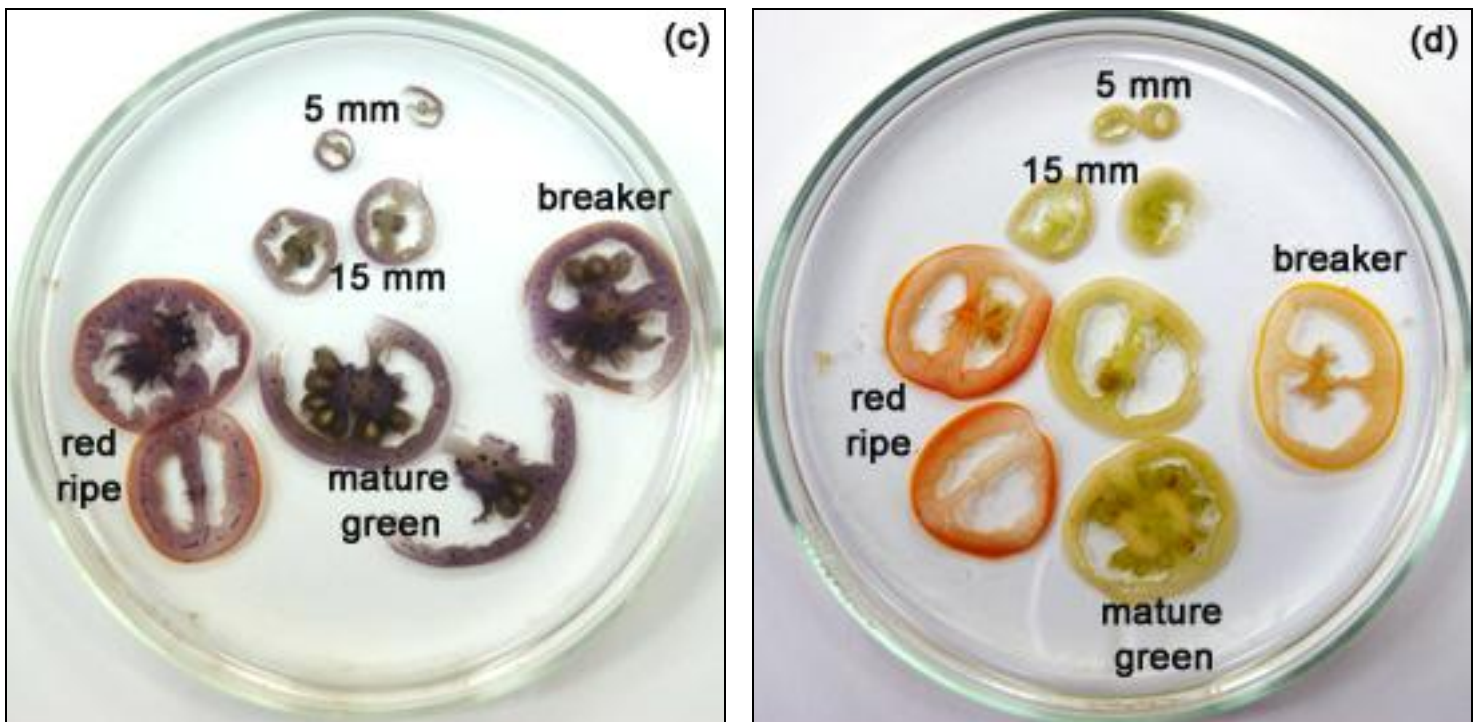 (c)
5 mm
breaker
15 mm
red
ripe
mature
green
(d)
5 mm
15 mm
breaker
red
ripe
mature
green